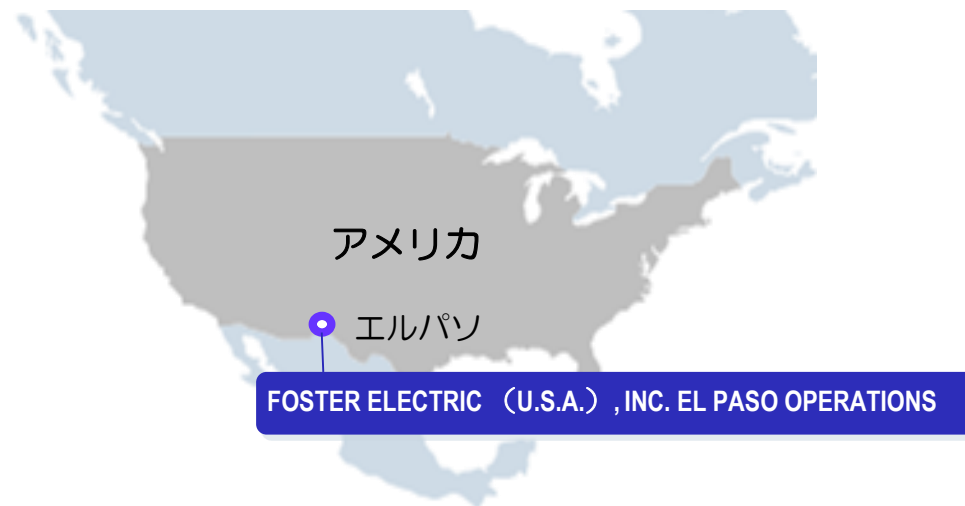 アメリカ
エルパソ
FOSTER ELECTRIC （U.S.A.）, INC. EL PASO OPERATIONS